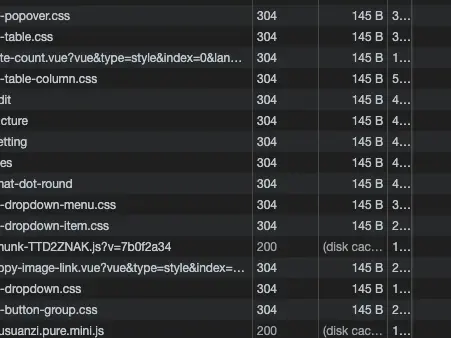 -popover.css 304 145 B 3...
-table.css 304 145 B 3...
te-count.vue?vue&type=style&index=0&lan... 304 145 B 1...
-table-column.css 304 145 B 5...
dit 304 145 B 4...
icture 304 145 B 4...
etting 304 145 B 4...
es 304 145 B 4...
hat-dot-round 304 145 B 4...
-dropdown-menu.css 304 145 B 3...
-dropdown-item.css 304 145 B 2...
hunk-TTD2ZNAK.js?v=7b0f2a34 200 (disk cac... 1...
opy-image-link.vue?vue&type=style&index=... 304 145 B 2...
-dropdown.css 304 145 B 1...
-button-group.css 304 145 B 2...
usuanzi.pure.mini.js 200 (disk cac... 1...